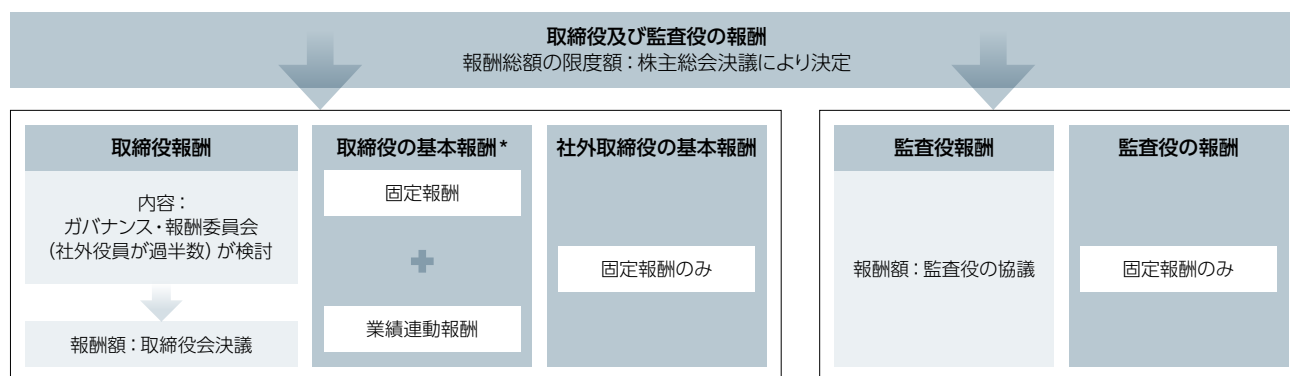 取締役及び監査役の報酬
報酬総額の限度額：株主総会決議により決定
取締役報酬
内容：
ガバナンス・報酬委員会
（社外役員が過半数）が検討
報酬額：取締役会決議
取締役の基本報酬*
固定報酬
業績連動報酬
社外取締役の基本報酬
固定報酬のみ
監査役報酬
報酬額：監査役の協議
監査役の報酬
固定報酬のみ